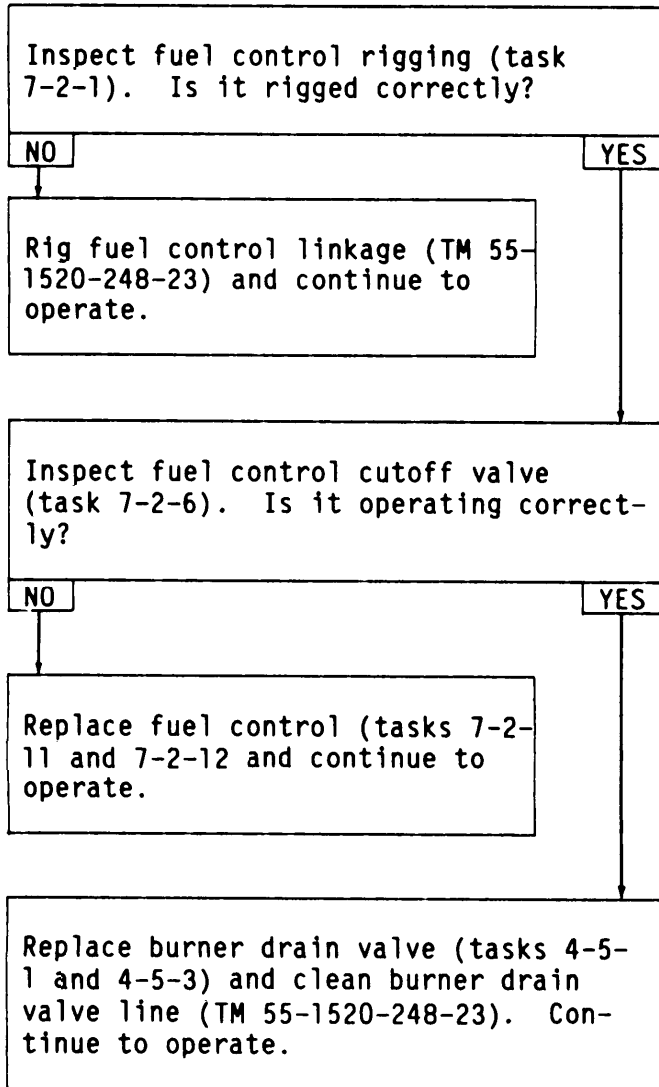 Inspect fuel control rigging (task
7-2-1). Is it rigged correctly?
NO
YES
Rig fuel control linkage (TM 55-
1520-248-23) and continue to
operate.
Inspect fuel control cutoff valve
(task 7-2-6). Is it operating correct-
ly?
NO
YES
Replace fuel control (tasks 7-2-
11 and 7-2-12 and continue to
operate.
Replace burner drain valve (tasks 4-5-
1 and 4-5-3) and clean burner drain
valve line (TM 55-1520-248-23). Con-
tinue to operate.